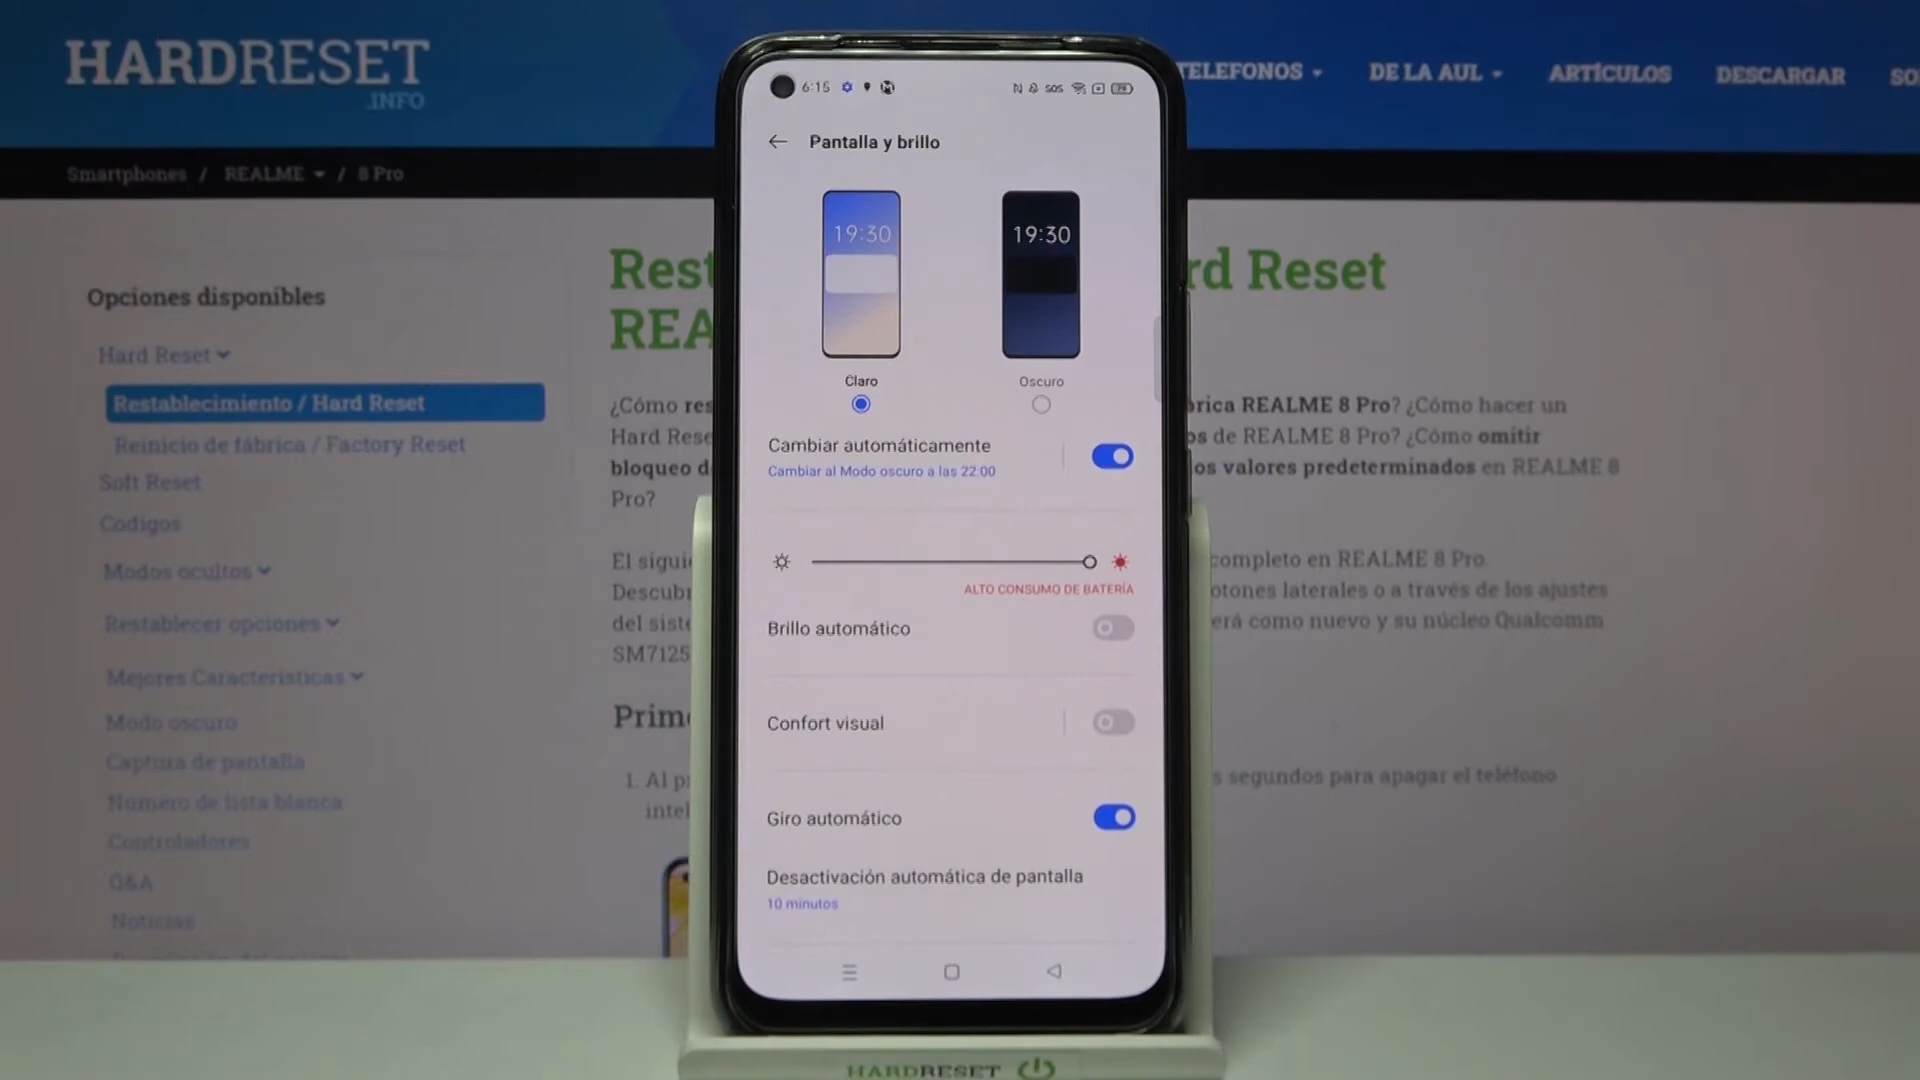 HARDRESET
.INFO
TELEFONOS
DE LA AUL
ARTÍCULOS
DESCARGAR
SO
Smartphones / REALME / 8 Pro
Opciones disponibles
Hard Reset
Restablecimiento / Hard Reset
Reinicio de fábrica / Factory Reset
Soft Reset
Codigos
Modos ocultos
Restablecer opciones
Mejores Caracteristicas
Modo oscuro
Captura de pantalla
Número de lista blanca
Controladores
Q&A
Noticias
Rest
rd Reset
REA
¿Cómo res
brica REALME 8 Pro? ¿Cómo hacer un
Hard Rese
os de REALME 8 Pro? ¿Cómo omitir
bloqueo d
os valores predeterminados en REALME 8
Pro?
El sigui
completo en REALME 8 Pro.
Descubr
otones laterales o a través de los ajustes
del siste
erá como nuevo y su núcleo Qualcomm
SM7125
Prim
1. Al p
s segundos para apagar el teléfono
intel
6:15
SOS
Pantalla y brillo
19:30
19:30
Claro
Oscuro
Cambiar automáticamente
Cambiar al Modo oscuro a las 22:00
ALTO CONSUMO DE BATERÍA
Brillo automático
Confort visual
Giro automático
Desactivación automática de pantalla
10 minutos
HARDRESET